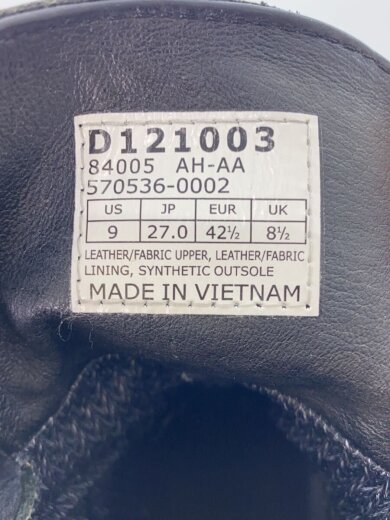 D121003
84005 AH-AA
570536-0002
US JP EUR UK
9 27.0 42½ 8½
LEATHER/FABRIC UPPER, LEATHER/FABRIC
LINING, SYNTHETIC OUTSOLE
MADE IN VIETNAM